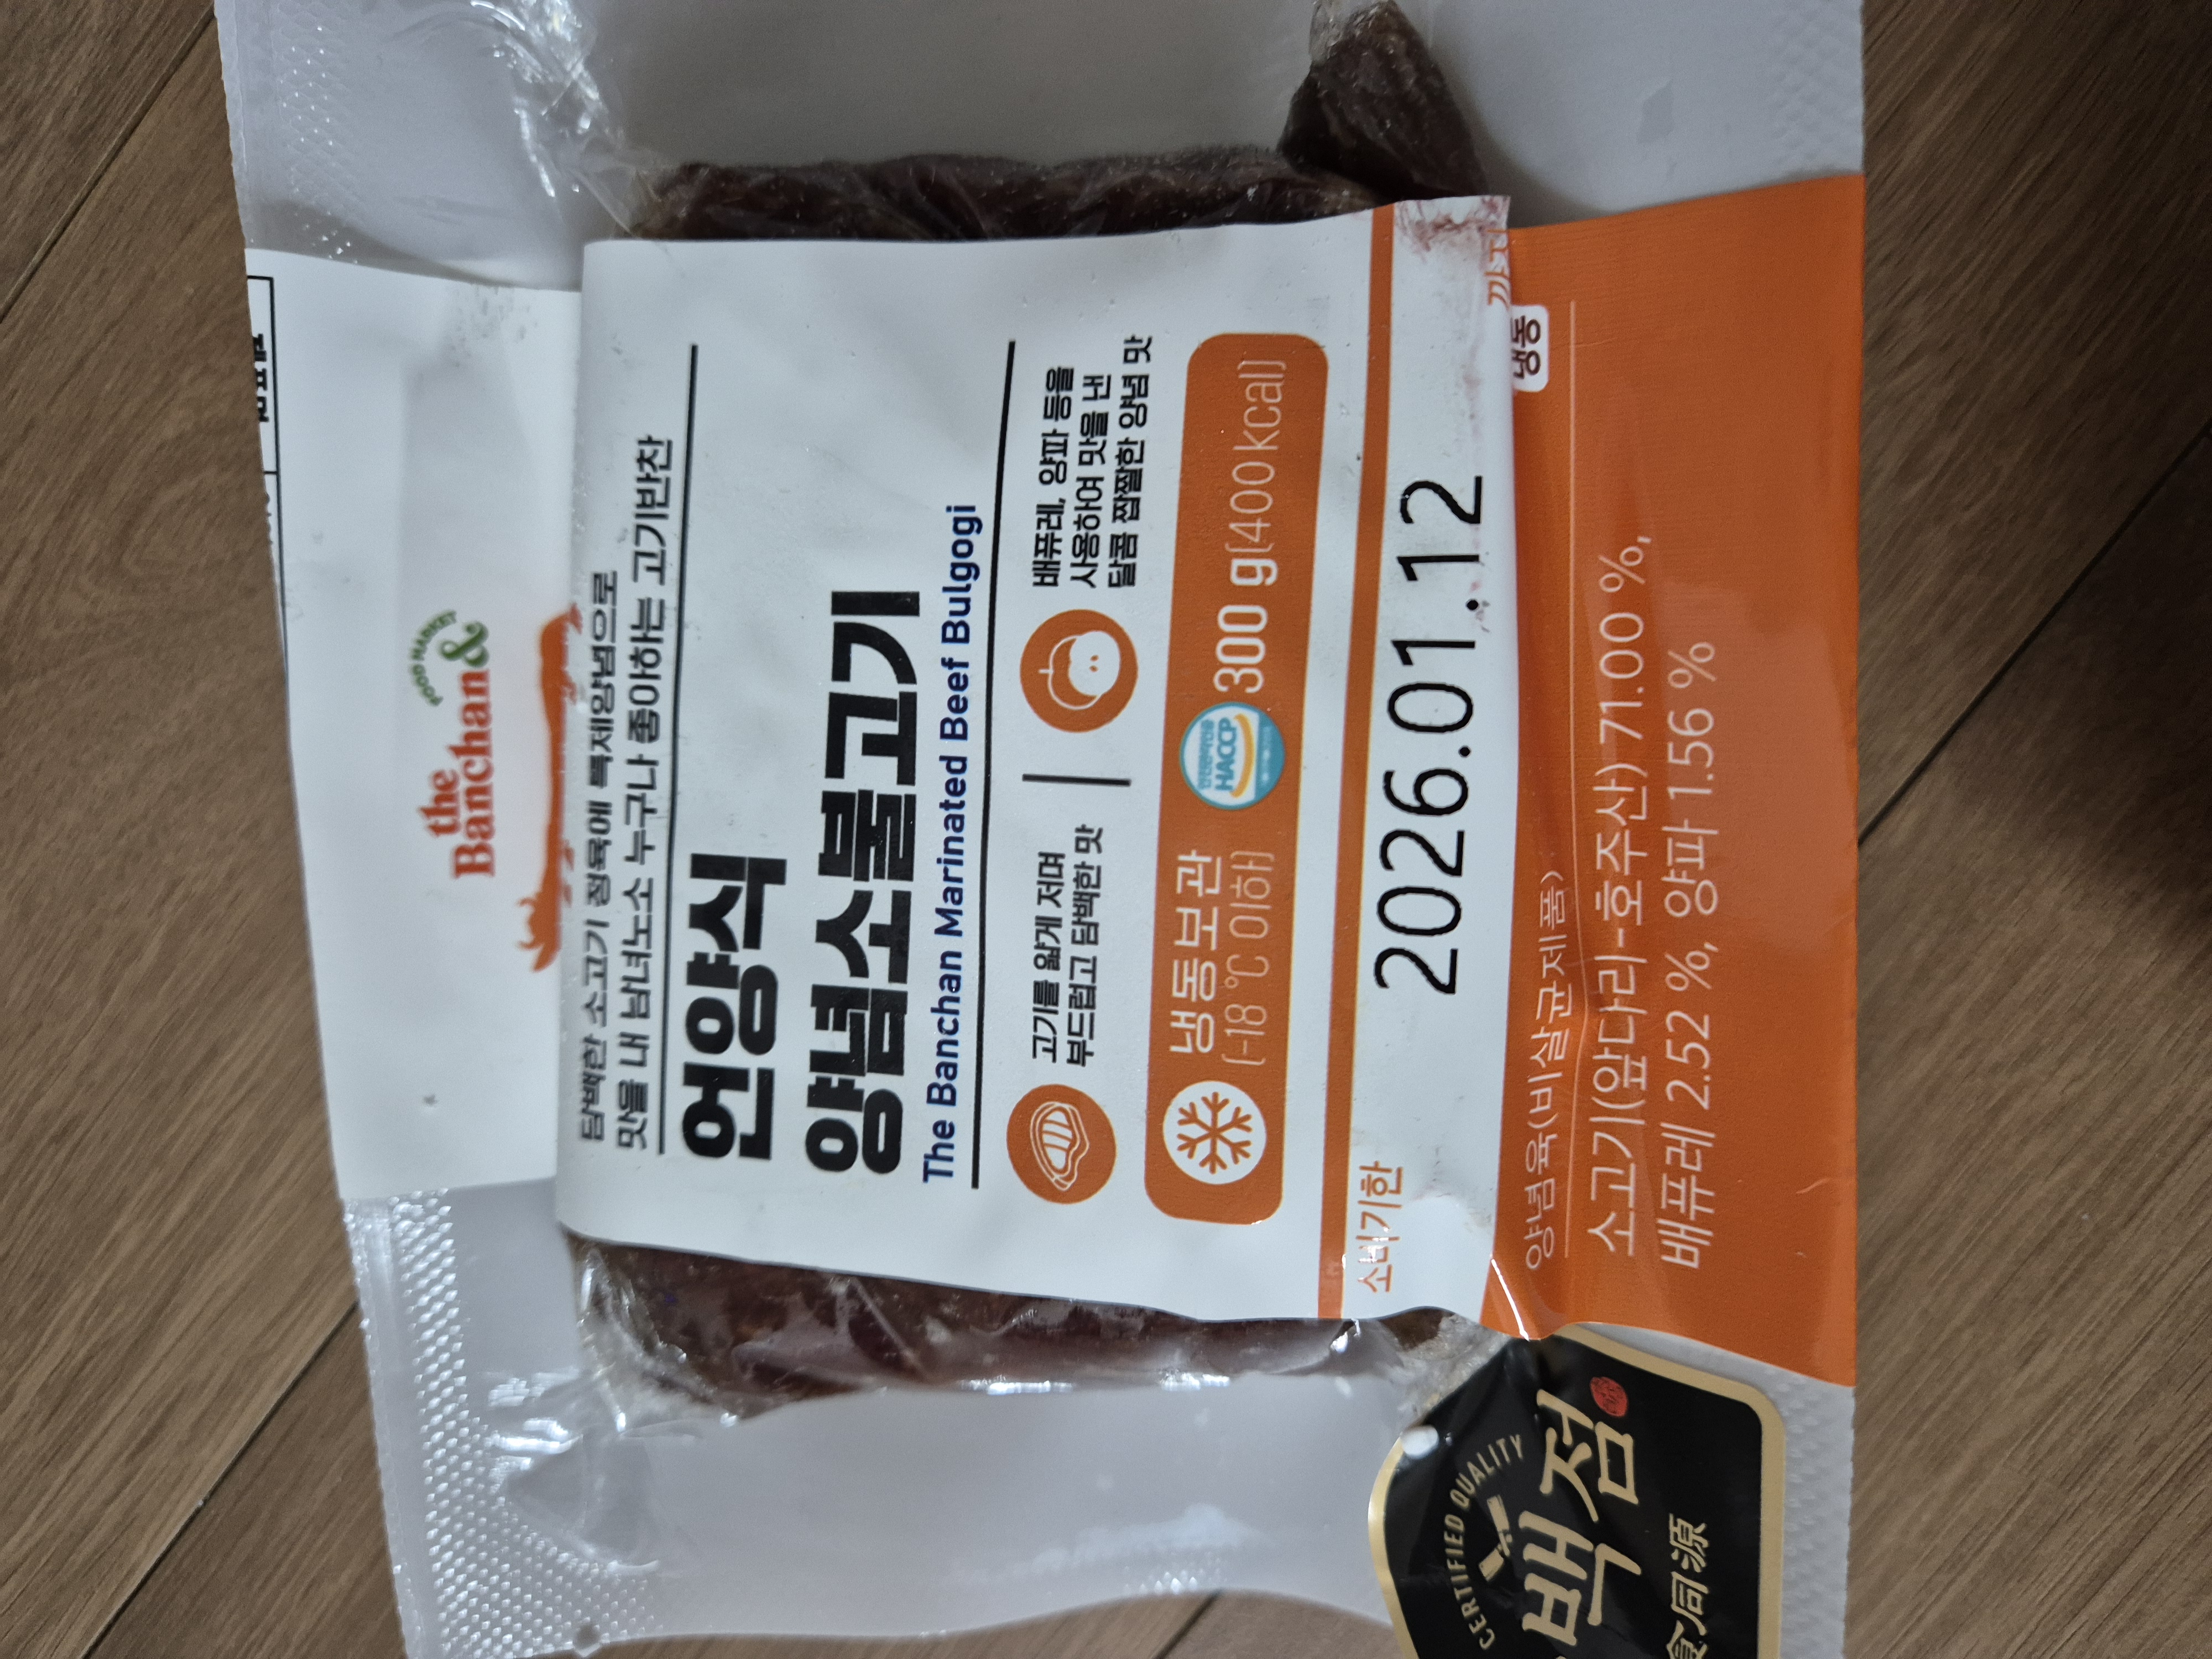 FOOD MARKET
the
Banchan&
담백한 소고기 정육에 특제양념으로
맛을 내 남녀노소 누구나 좋아하는 고기반찬
언양식
양념소불고기
The Banchan Marinated Beef Bulgogi
고기를 얇게 저며
부드럽고 담백한 맛
배퓨레, 양파 등을
사용하여 맛을 낸
달콤 짭짤한 양념 맛
냉동보관
(-18 ℃ 이하)
HACCP
300 g(400 kcal)
소비기한
2026.01.12
까지
양념육(비살균제품)
냉동
소고기(앞다리-호주산) 71.00 %,
배퓨레 2.52 %, 양파 1.56 %
CERTIFIED QUALITY
백점
食同源